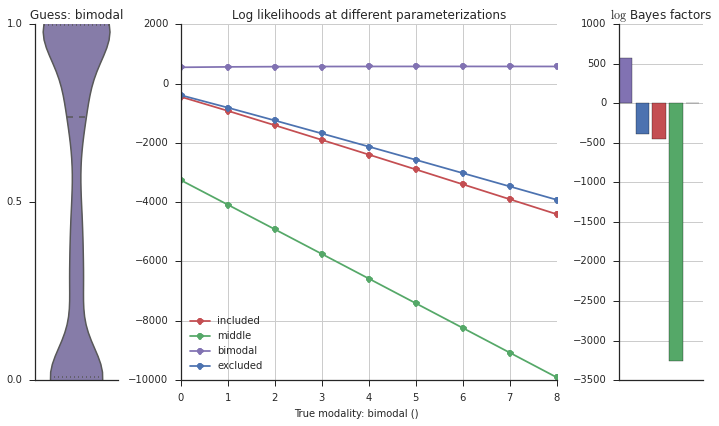 Guess: bimodal
1.0
0.5
0.0
Log likelihoods at different parameterizations
2000
0
−2000
−4000
−6000
−8000
−10000
included
middle
bimodal
excluded
0 1 2 3 4 5 6 7 8
True modality: bimodal ()
log Bayes factors
1000
500
0
−500
−1000
−1500
−2000
−2500
−3000
−3500